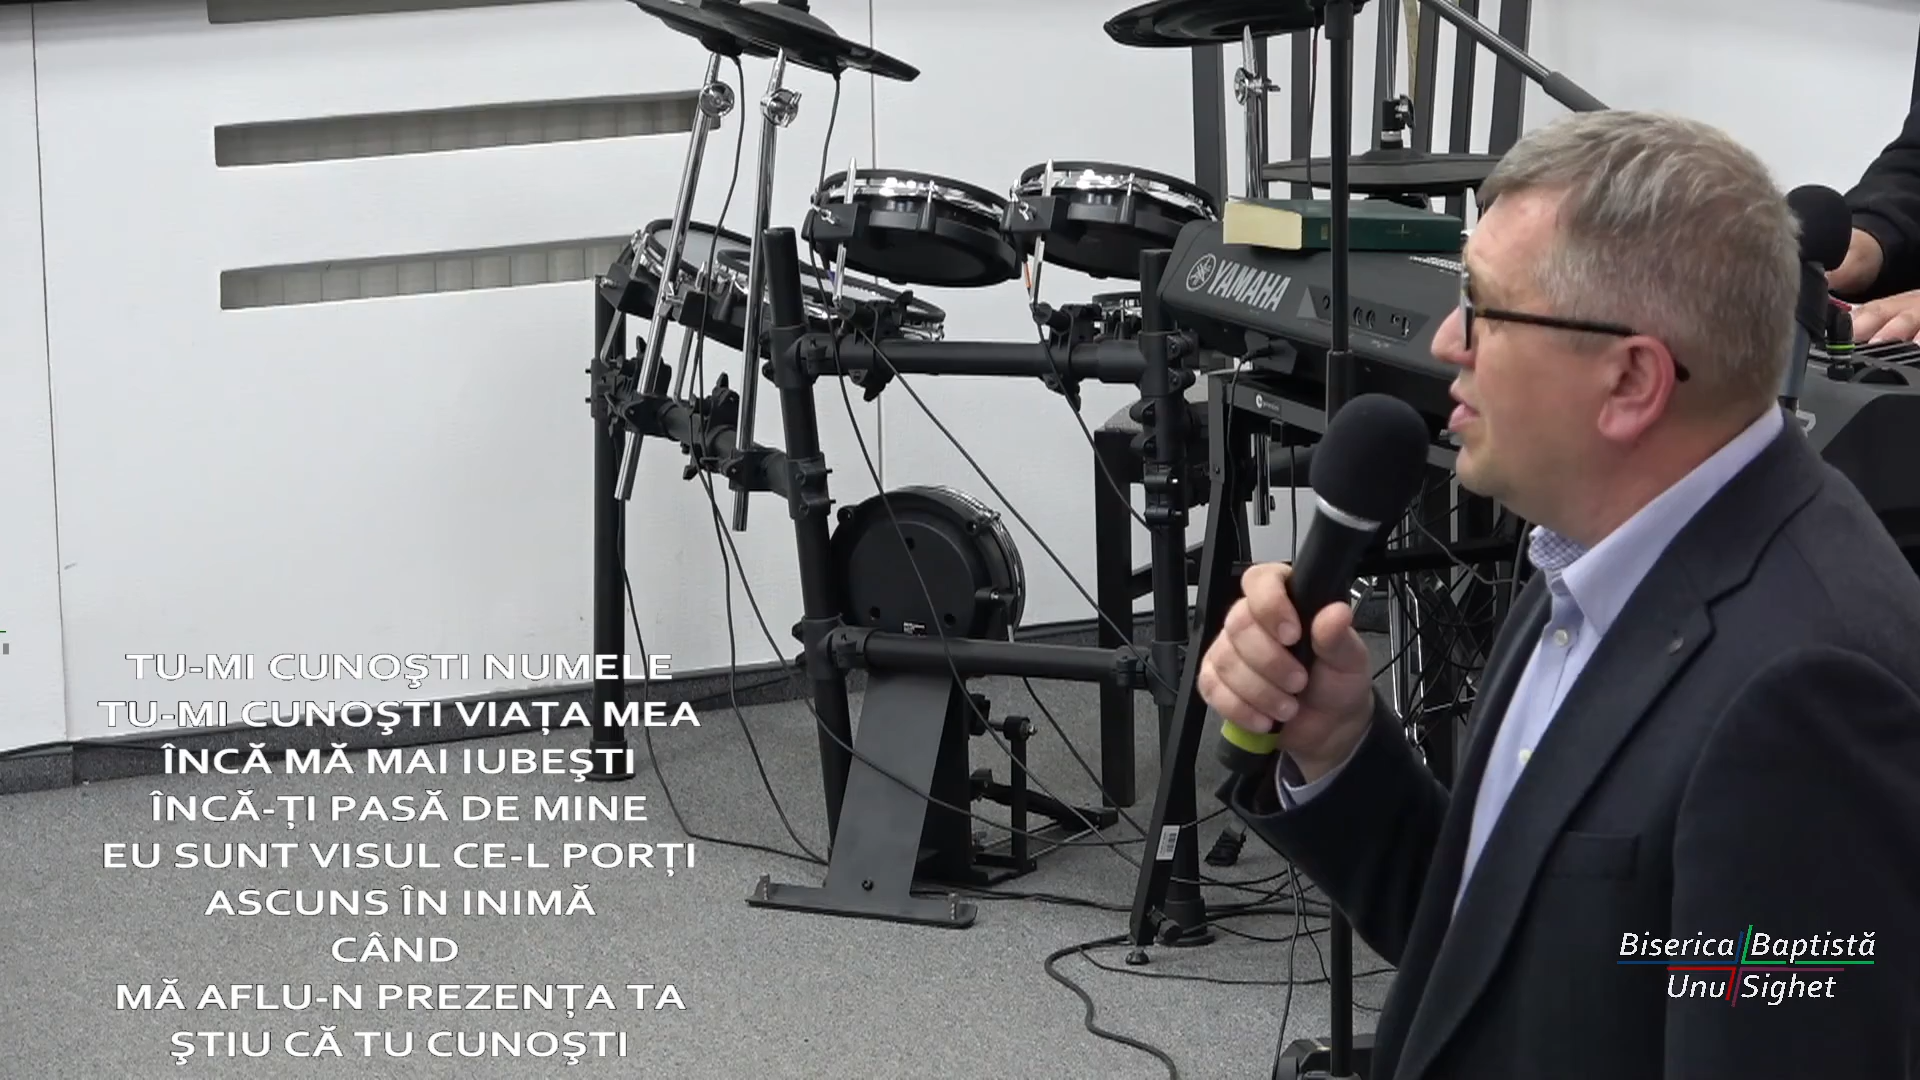 YAMAHA
TU-MI CUNOŞTI NUMELE
TU-MI CUNOŞTI VIAȚA MEA
ÎNCĂ MĂ MAI IUBEŞTI
ÎNCĂ-ȚI PASĂ DE MINE
EU SUNT VISUL CE-L PORȚI
ASCUNS ÎN INIMĂ
CÂND
MĂ AFLU-N PREZENȚA TA
ŞTIU CĂ TU CUNOŞTI
Biserica Baptistă
Unu Sighet